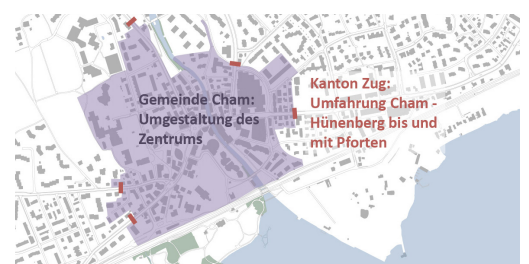 Gemeinde Cham:
Umgestaltung des
Zentrums
Kanton Zug:
Umfahrung Cham -
Hünenberg bis und
mit Pforten